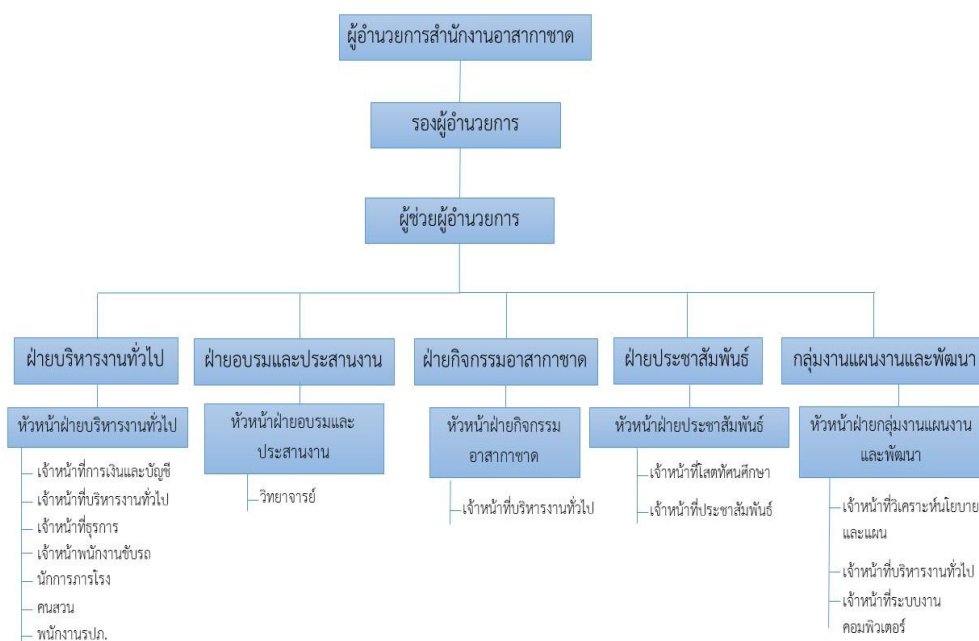 ผู้อำนวยการสำนักงานอาสากาชาด
รองผู้อำนวยการ
ผู้ช่วยผู้อำนวยการ
ฝ่ายบริหารงานทั่วไป
หัวหน้าฝ่ายบริหารงานทั่วไป
เจ้าหน้าที่การเงินและบัญชี
เจ้าหน้าที่บริหารงานทั่วไป
เจ้าหน้าที่ธุรการ
เจ้าหน้าพนักงานขับรถ
นักการภารโรง
คนสวน
พนักงานรปภ.
ฝ่ายอบรมและประสานงาน
หัวหน้าฝ่ายอบรมและ
ประสานงาน
วิทยาจารย์
ฝ่ายกิจกรรมอาสากาชาด
หัวหน้าฝ่ายกิจกรรม
อาสากาชาด
เจ้าหน้าที่บริหารงานทั่วไป
ฝ่ายประชาสัมพันธ์
หัวหน้าฝ่ายประชาสัมพันธ์
เจ้าหน้าที่โสตทัศนศึกษา
เจ้าหน้าที่ประชาสัมพันธ์
กลุ่มงานแผนงานและพัฒนา
หัวหน้าฝ่ายกลุ่มงานแผนงาน
และพัฒนา
เจ้าหน้าที่วิเคราะห์นโยบาย
และแผน
เจ้าหน้าที่บริหารงานทั่วไป
เจ้าหน้าที่ระบบงาน
คอมพิวเตอร์